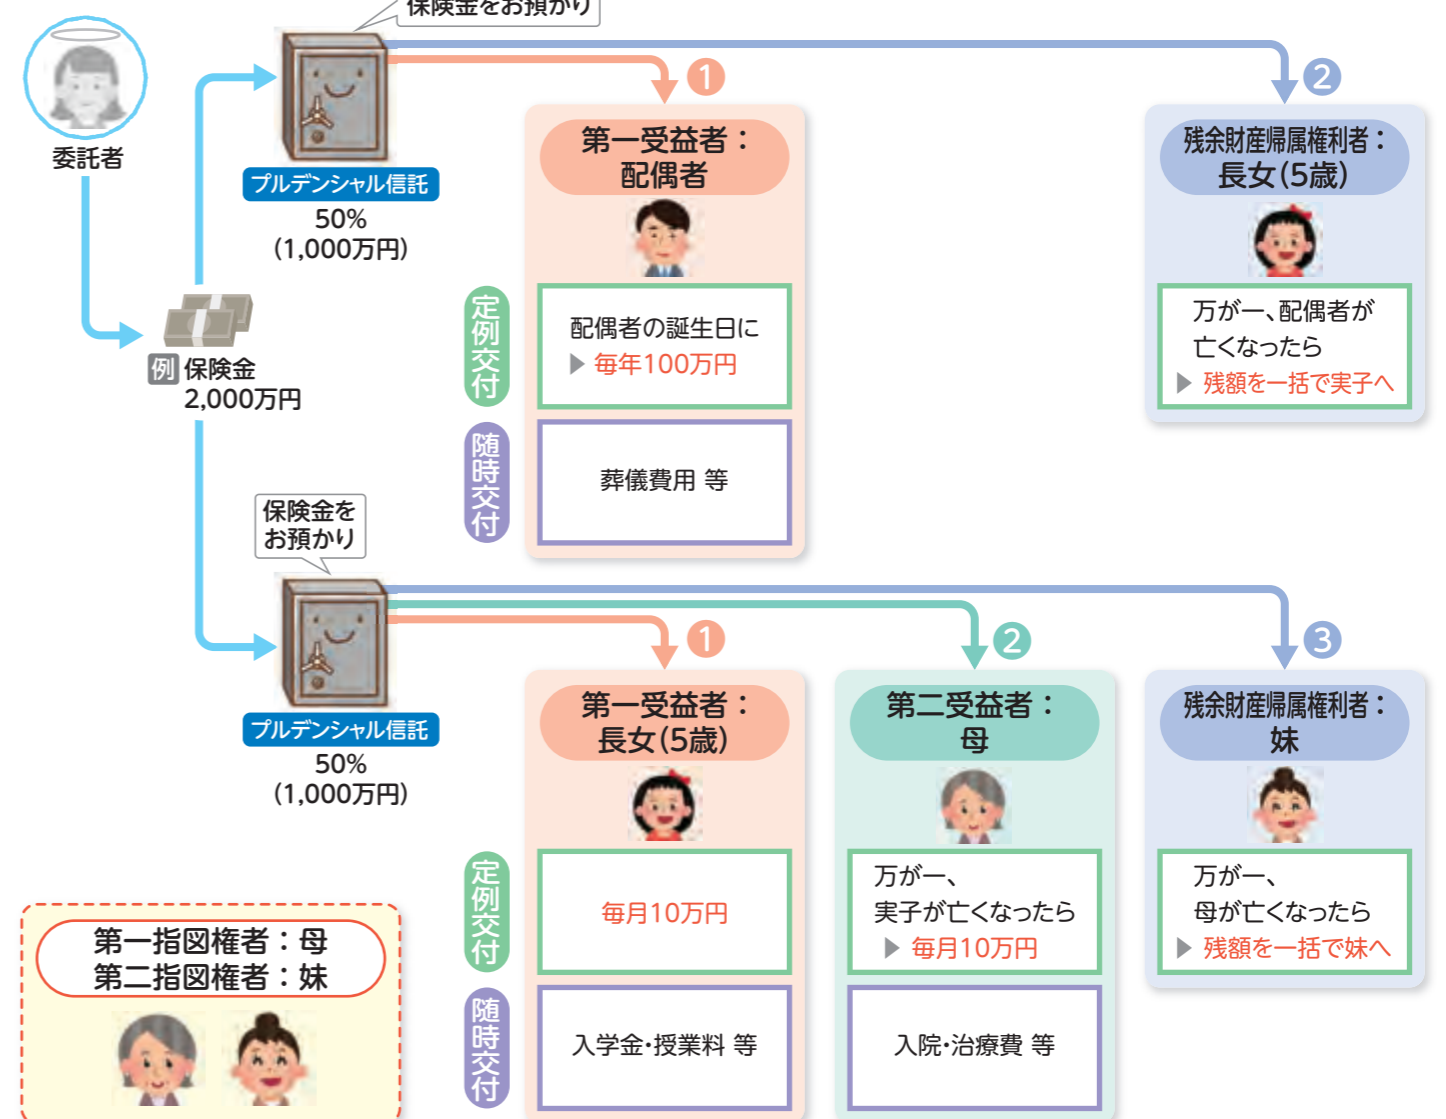 保険金をお預かり
委託者
プルデンシャル信託
50%
(1,000万円)
例 保険金
2,000万円
❶
第一受益者：
配偶者
定例交付
配偶者の誕生日に
▶ 毎年100万円
随時交付
葬儀費用 等
❷
残余財産帰属権利者：
長女(5歳)
万が一、配偶者が
亡くなったら
▶ 残額を一括で実子へ
保険金を
お預かり
プルデンシャル信託
50%
(1,000万円)
❶
第一受益者：
長女(5歳)
定例交付
毎月10万円
随時交付
入学金・授業料 等
❷
第二受益者：
母
万が一、
実子が亡くなったら
▶ 毎月10万円
入院・治療費 等
❸
残余財産帰属権利者：
妹
万が一、
母が亡くなったら
▶ 残額を一括で妹へ
第一指図権者：母
第二指図権者：妹